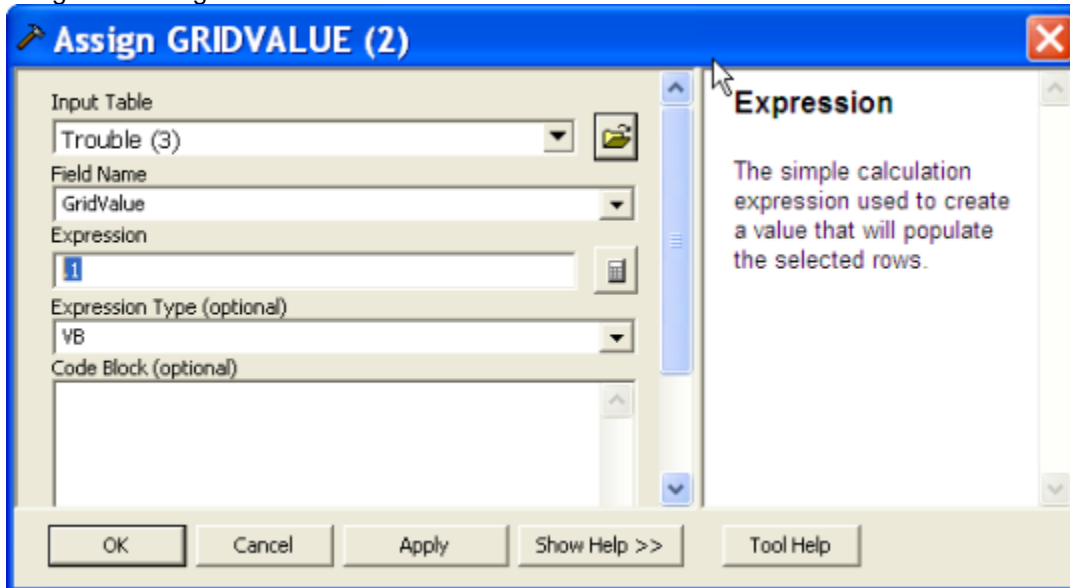 Assign GRIDVALUE (2)
Input Table
Trouble (3)
Field Name
GridValue
Expression
.1
Expression Type (optional)
VB
Code Block (optional)
OK
Cancel
Apply
Show Help >>
Expression
The simple calculation
expression used to create
a value that will populate
the selected rows.
Tool Help